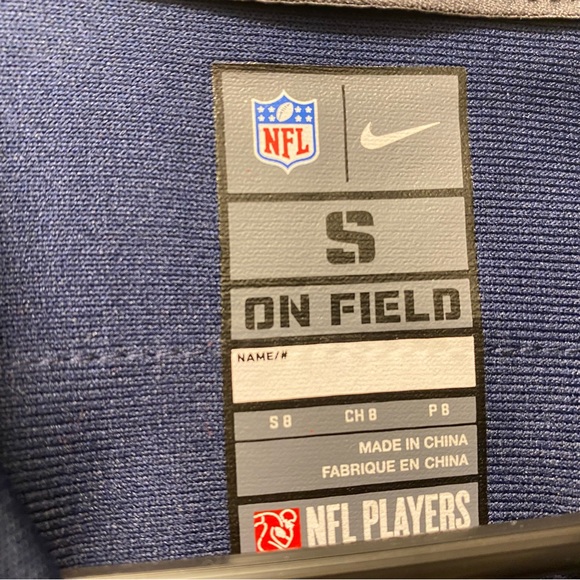 NFL
S
ON FIELD
NAME/#
S 8 CH 8 P 8
MADE IN CHINA
FABRIQUE EN CHINA
NFL PLAYERS